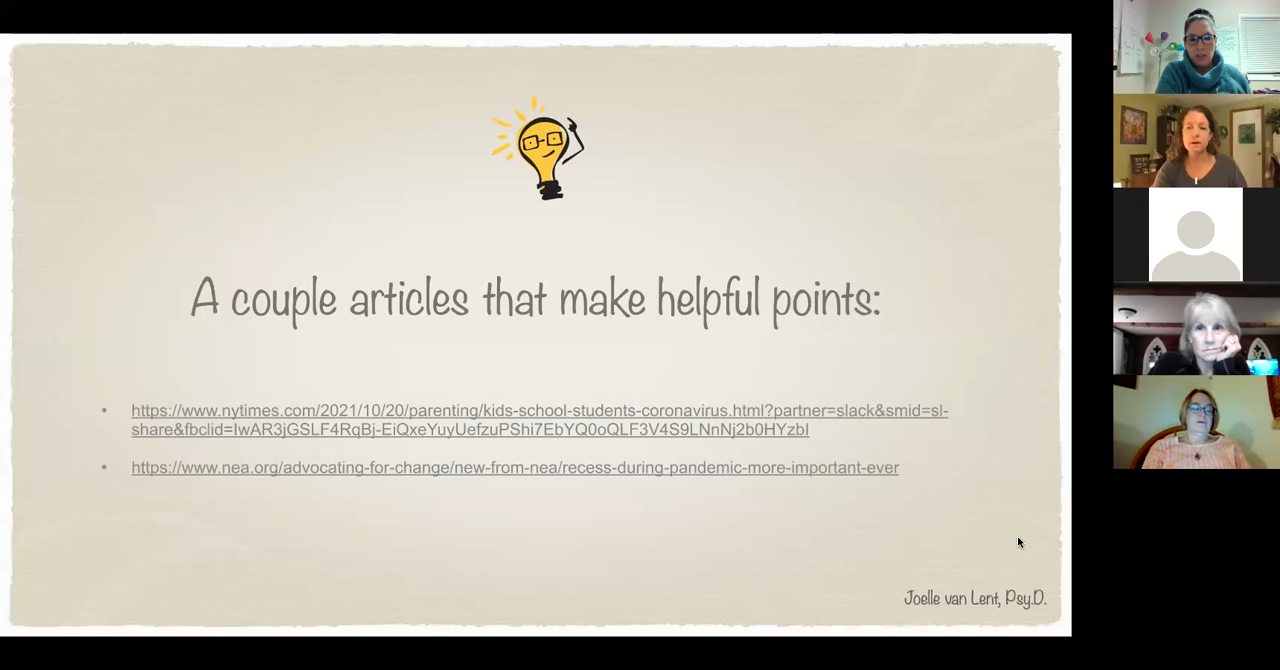 A couple articles that make helpful points:
• https://www.nytimes.com/2021/10/20/parenting/kids-school-students-coronavirus.html?partner=slack&smid=sl-
share&fbclid=IwAR3jGSLF4RqBj-EiQxeYuyUefzuPShi7EbYQ0oQLF3V4S9LNnNj2b0HYzbI
• https://www.nea.org/advocating-for-change/new-from-nea/recess-during-pandemic-more-important-ever
Joelle van Lent, Psy.D.